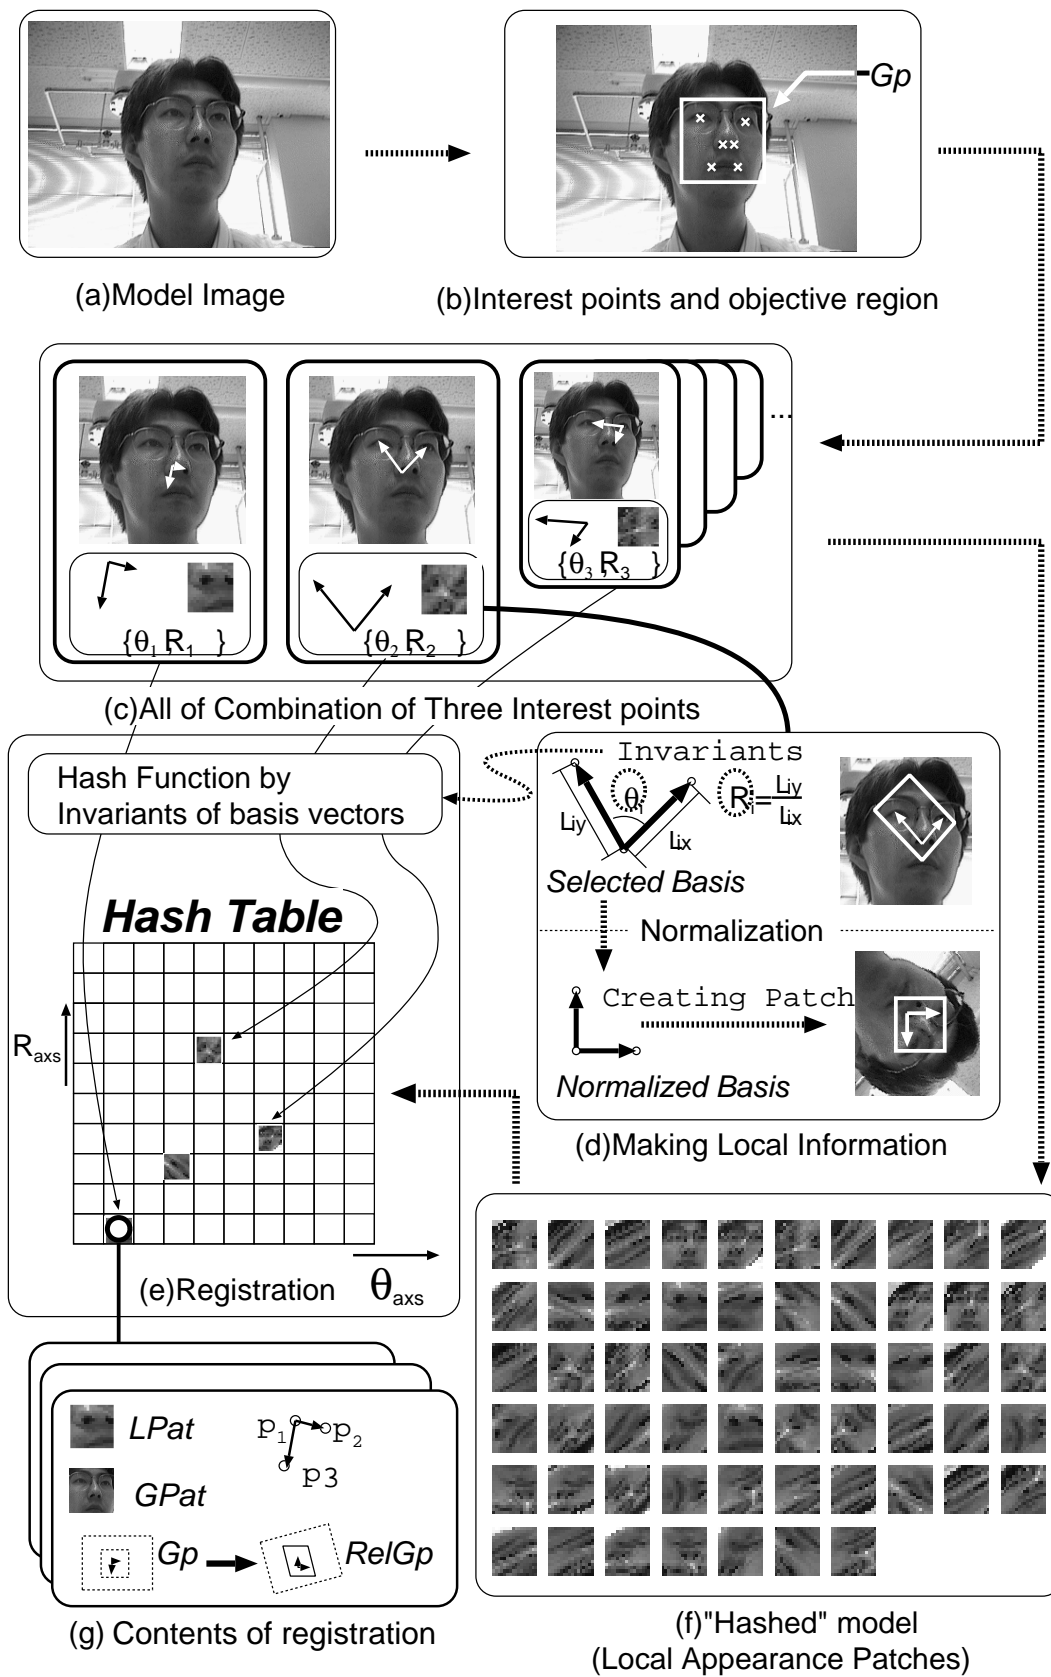 Gp
(a)Model Image
(b)Interest points and objective region
...
{θ1,R1 }
{θ2,R2 }
{θ3,R3 }
(c)All of Combination of Three Interest points
Hash Function by
Invariants of basis vectors
Invariants
θi
Ri=Liy/Lix
Liy
Lix
Selected Basis
Normalization
Creating Patch
Normalized Basis
(d)Making Local Information
Hash Table
Raxs
(e)Registration
θaxs
LPat
p1
p2
p3
GPat
Gp
RelGp
(g) Contents of registration
(f)"Hashed" model
(Local Appearance Patches)